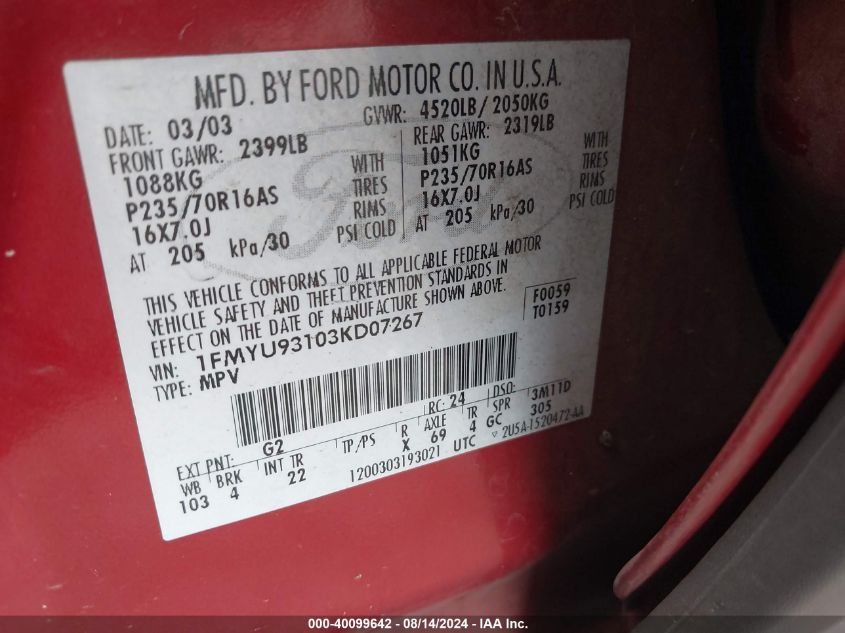 MFD. BY FORD MOTOR CO. IN U.S.A.
DATE: 03/03 GVWR: 4520LB/ 2050KG
FRONT GAWR: 2399LB REAR GAWR: 2319LB
1088KG WITH 1051KG WITH
P235/70R16AS TIRES P235/70R16AS TIRES
16X7.0J RIMS 16X7.0J RIMS
AT 205 kPa/30 PSI COLD AT 205 kPa/30 PSI COLD
THIS VEHICLE CONFORMS TO ALL APPLICABLE FEDERAL MOTOR
VEHICLE SAFETY AND THEFT PREVENTION STANDARDS IN
EFFECT ON THE DATE OF MANUFACTURE SHOWN ABOVE.
F0059
T0159
VIN: 1FMYU93103KD07267
TYPE: MPV
EXT PNT: G2 RC: 24 DSO: 3M11D
WB BRK INT TR TP/PS R AXLE TR SPR
103 4 22 X 69 4 GC 305
1200303193021 UTC 2U5A-1520472-AA
Ford
000-40099642 - 08/14/2024 - IAA Inc.